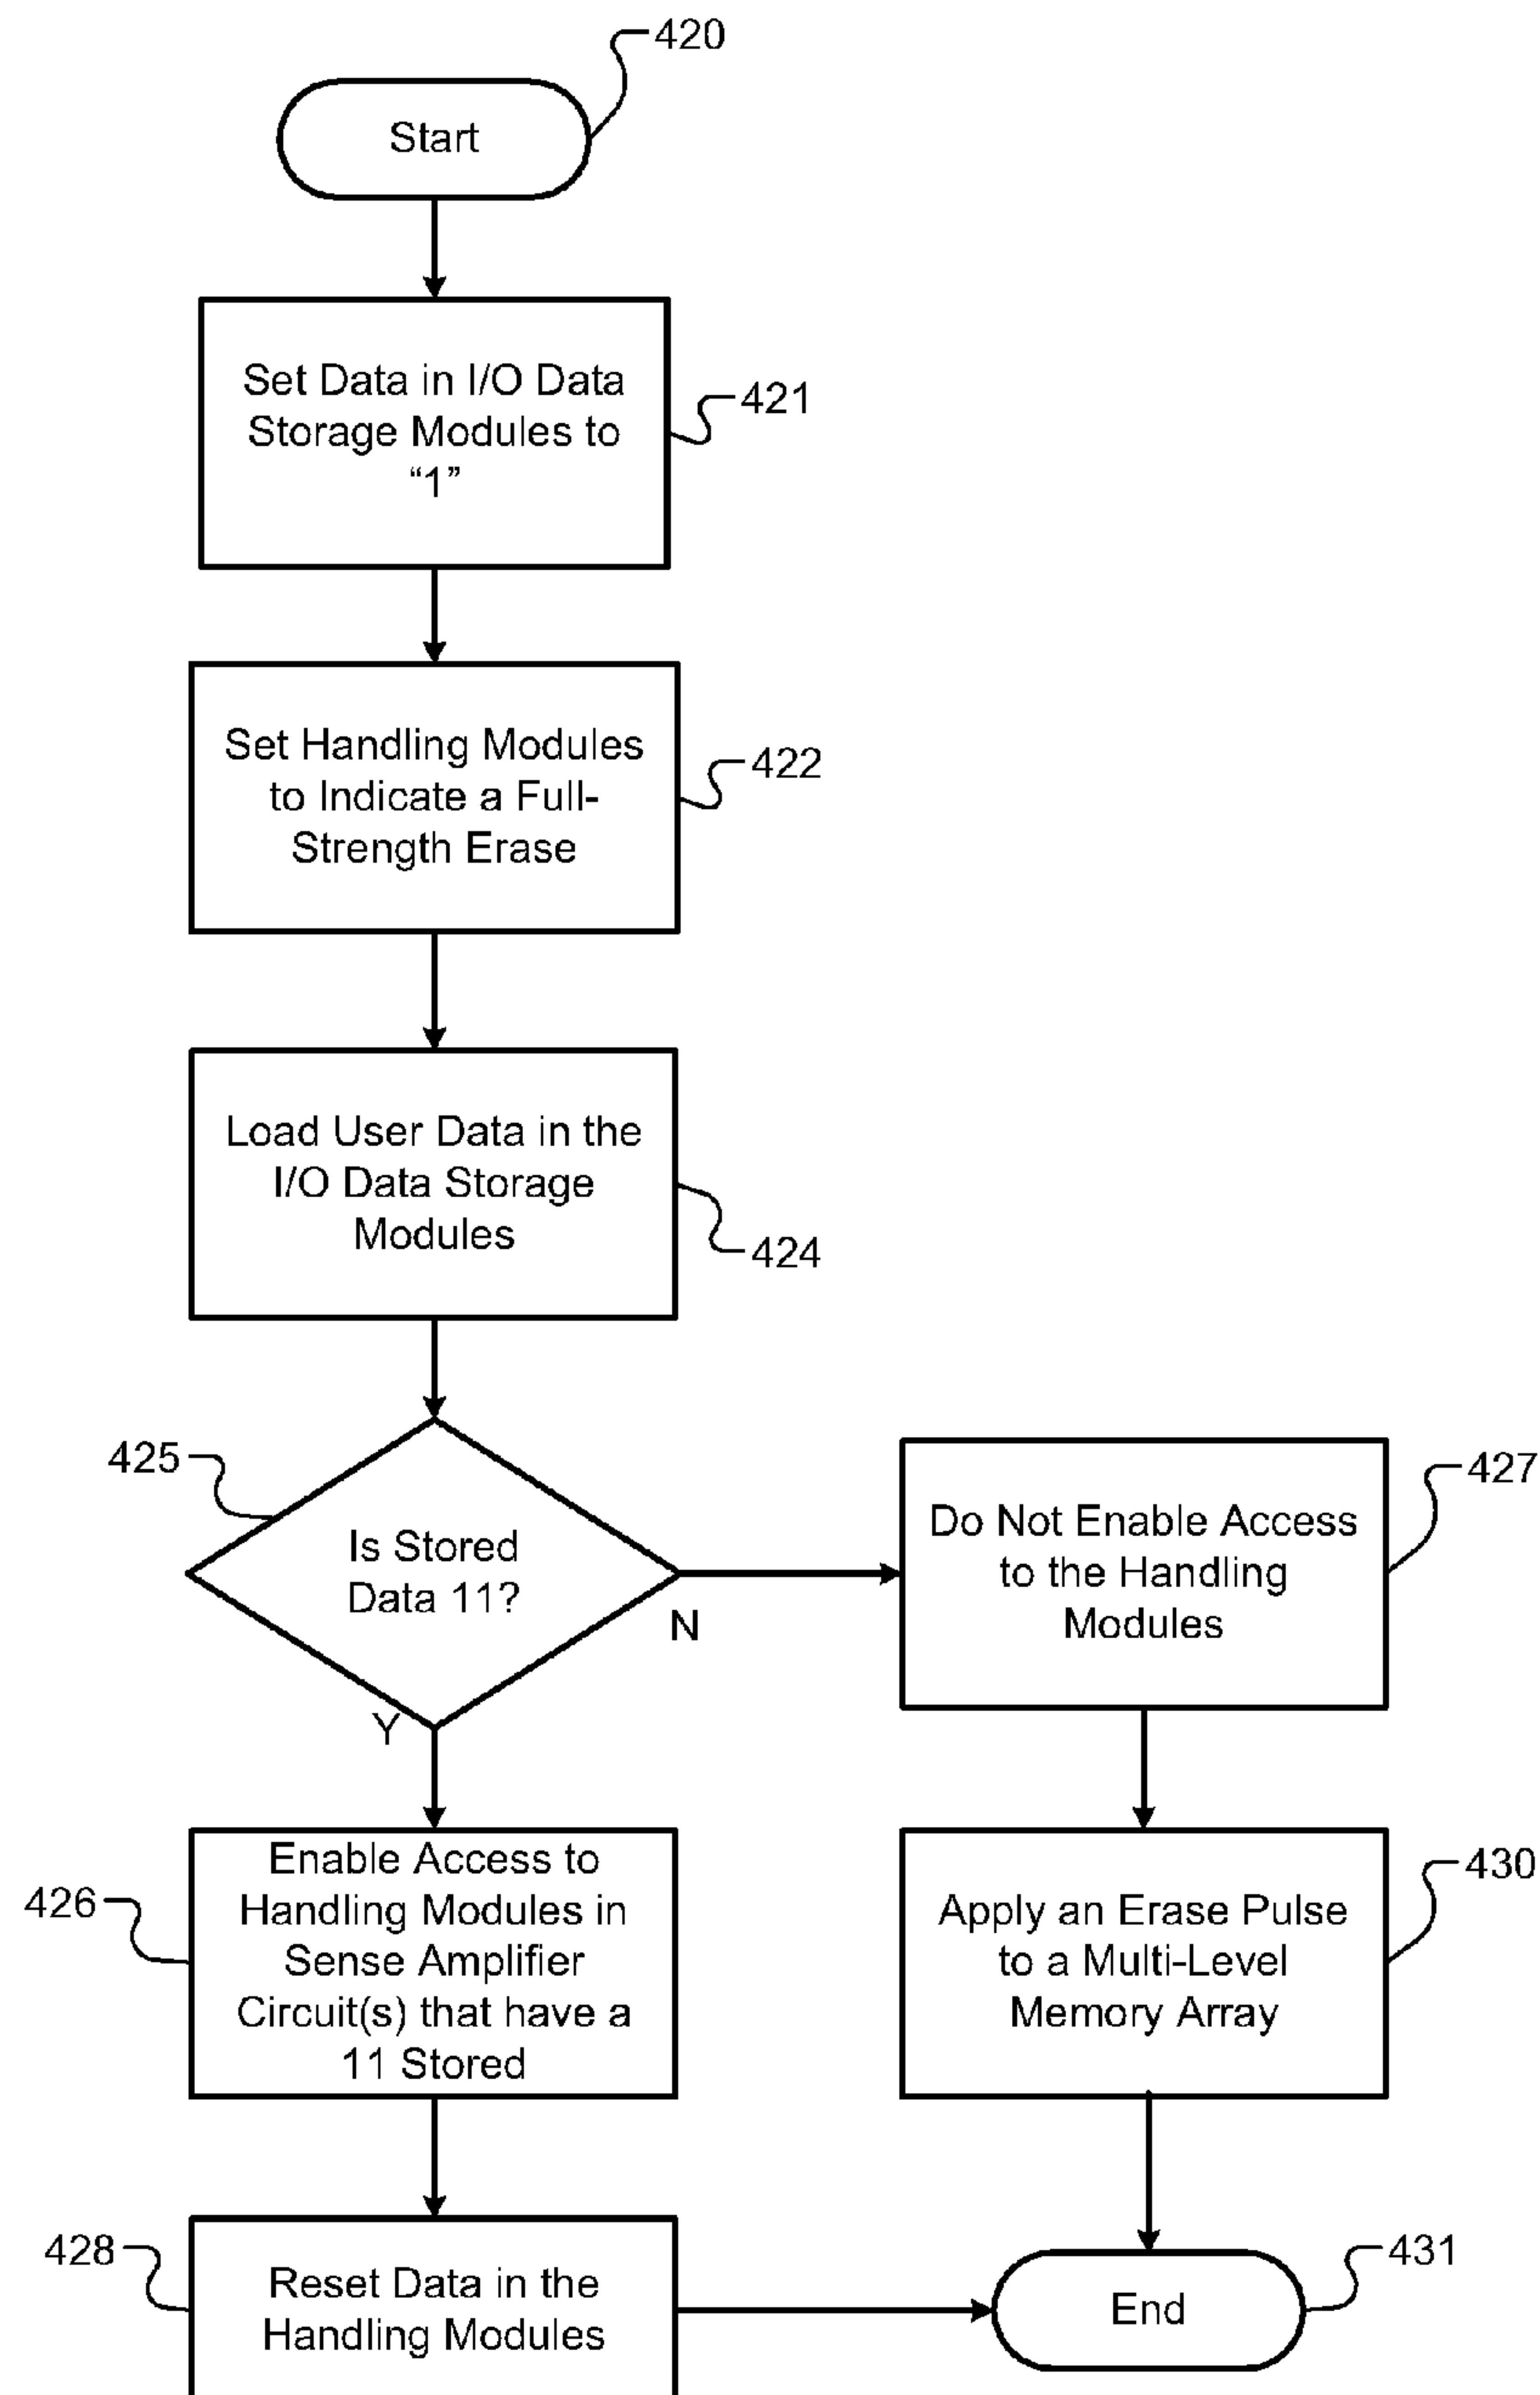 420
Start
Set Data in I/O Data
Storage Modules to
“1”
421
Set Handling Modules
to Indicate a Full-
Strength Erase
422
Load User Data in the
I/O Data Storage
Modules
424
425
Is Stored
Data 11?
N
Y
Do Not Enable Access
to the Handling
Modules
427
Enable Access to
Handling Modules in
Sense Amplifier
Circuit(s) that have a
11 Stored
426
Apply an Erase Pulse
to a Multi-Level
Memory Array
430
428
Reset Data in the
Handling Modules
End
431